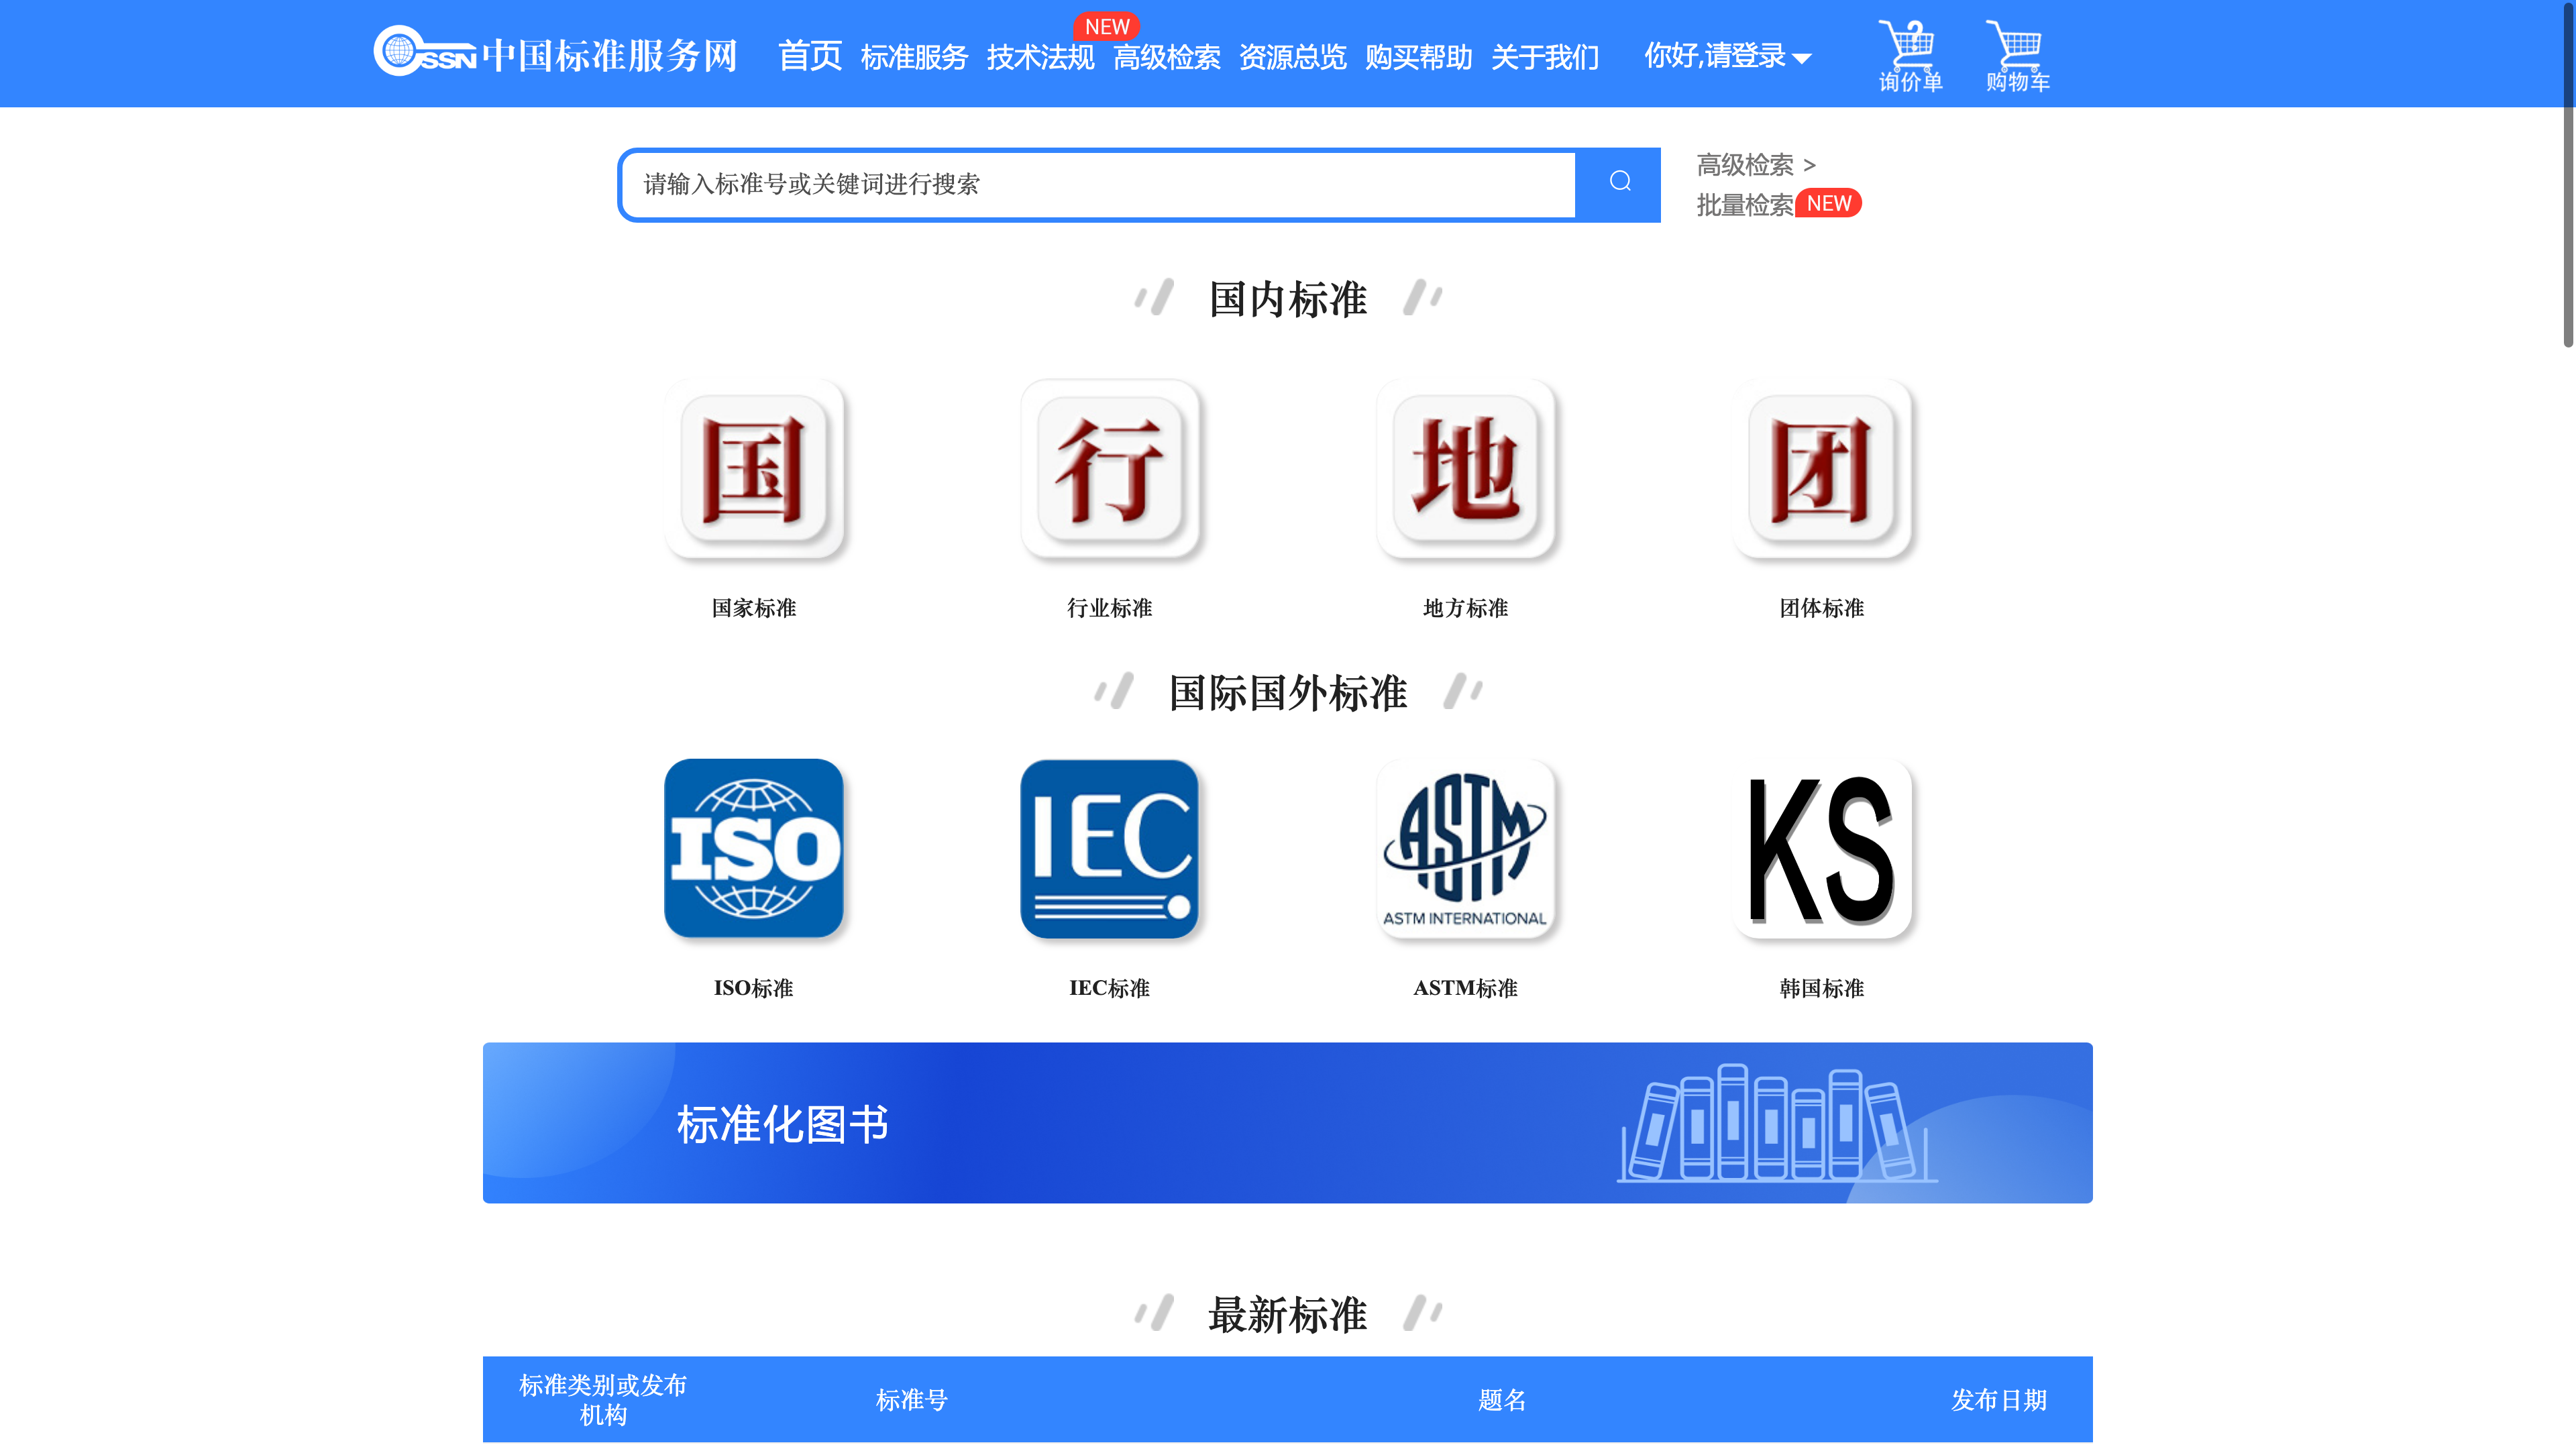 CSSN 中国标准服务网
首页 标准服务 技术法规 NEW 高级检索 资源总览 购买帮助 关于我们 你好,请登录
询价单 购物车
请输入标准号或关键词进行搜索
高级检索 >
批量检索 NEW
国内标准
国 行 地 团
国家标准 行业标准 地方标准 团体标准
国际国外标准
ISO IEC ASTM KS
ASTM INTERNATIONAL
ISO标准 IEC标准 ASTM标准 韩国标准
标准化图书
最新标准
标准类别或发布
机构
标准号 题名 发布日期